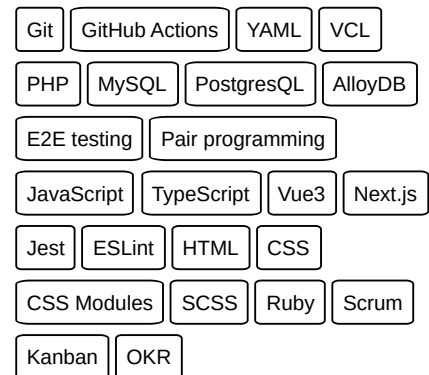 Git GitHub Actions YAML VCL
PHP MySQL PostgresQL AlloyDB
E2E testing Pair programming
JavaScript TypeScript Vue3 Next.js
Jest ESLint HTML CSS
CSS Modules SCSS Ruby Scrum
Kanban OKR